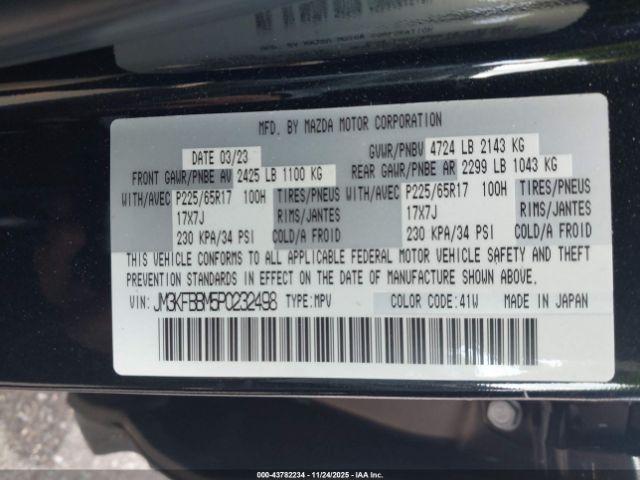 MFD. BY MAZDA MOTOR CORPORATION
DATE 03/23 GVWR/PNBV 4724 LB 2143 KG
FRONT GAWR/PNBE AV 2425 LB 1100 KG REAR GAWR/PNBE AR 2299 LB 1043 KG
WITH/AVEC P225/65R17 100H TIRES/PNEUS WITH/AVEC P225/65R17 100H TIRES/PNEUS
17X7J RIMS/JANTES 17X7J RIMS/JANTES
230 KPA/34 PSI COLD/A FROID 230 KPA/34 PSI COLD/A FROID
THIS VEHICLE CONFORMS TO ALL APPLICABLE FEDERAL MOTOR VEHICLE SAFETY AND THEFT
PREVENTION STANDARDS IN EFFECT ON THE DATE OF MANUFACTURE SHOWN ABOVE.
VIN: JM3KFBBM5P0232498 TYPE: MPV COLOR CODE: 41W MADE IN JAPAN
000-43782234 - 11/24/2025 - IAA Inc.